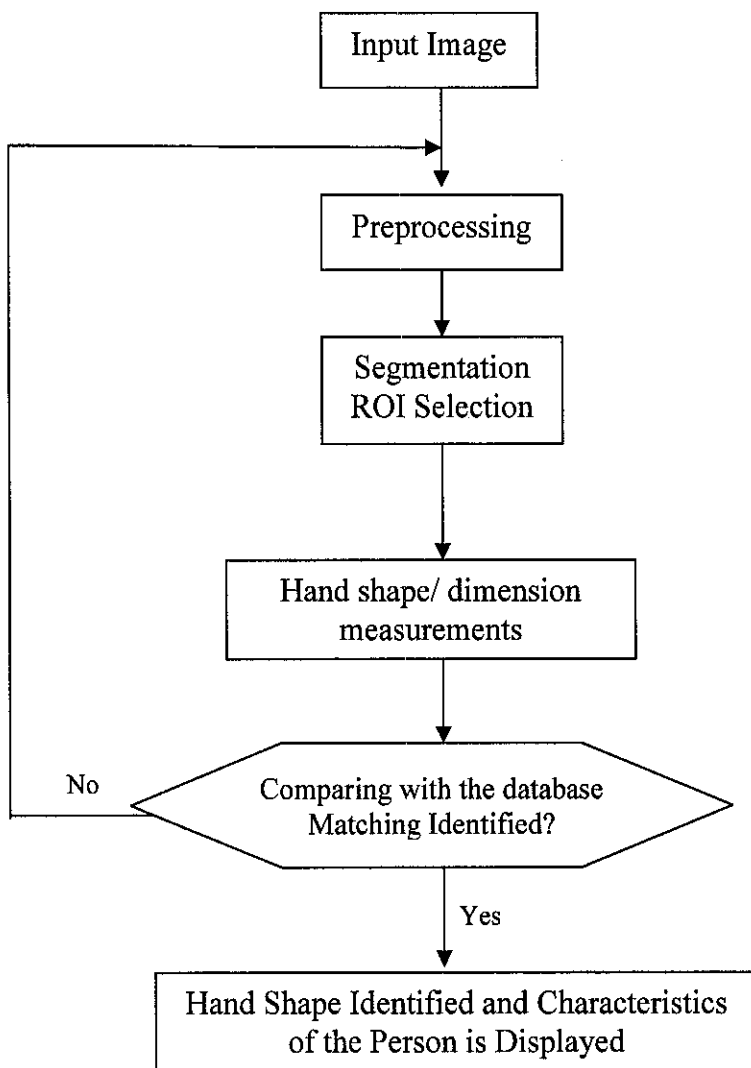 Input Image
Preprocessing
Segmentation
ROI Selection
Hand shape/ dimension
measurements
No
Comparing with the database
Matching Identified?
Yes
Hand Shape Identified and Characteristics
of the Person is Displayed